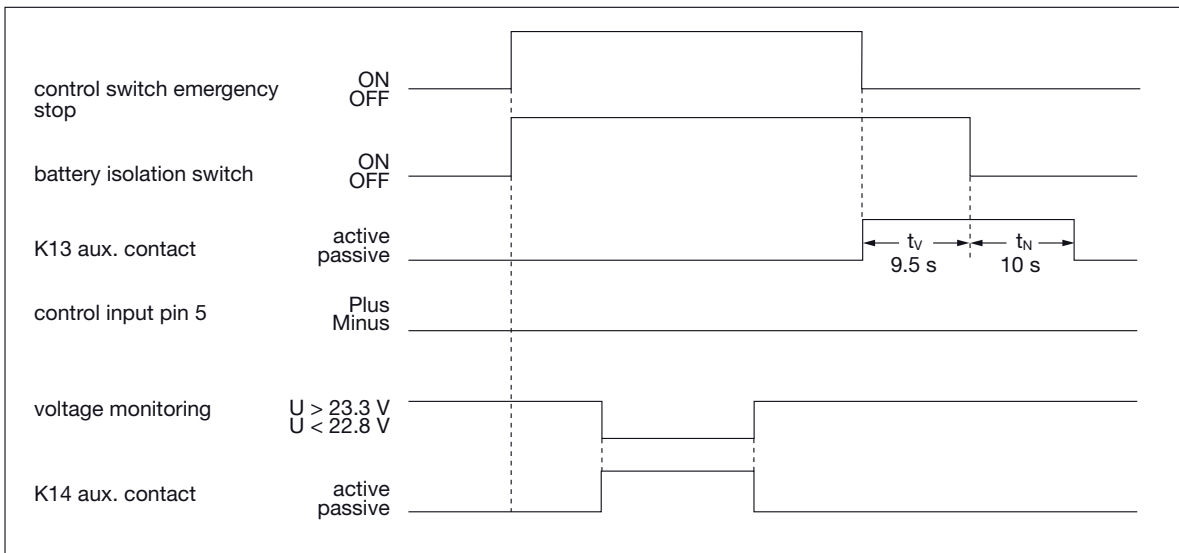 control switch emergency
stop
ON
OFF
battery isolation switch
ON
OFF
K13 aux. contact
active
passive
tV
9.5 s
tN
10 s
control input pin 5
Plus
Minus
voltage monitoring
U > 23.3 V
U < 22.8 V
K14 aux. contact
active
passive